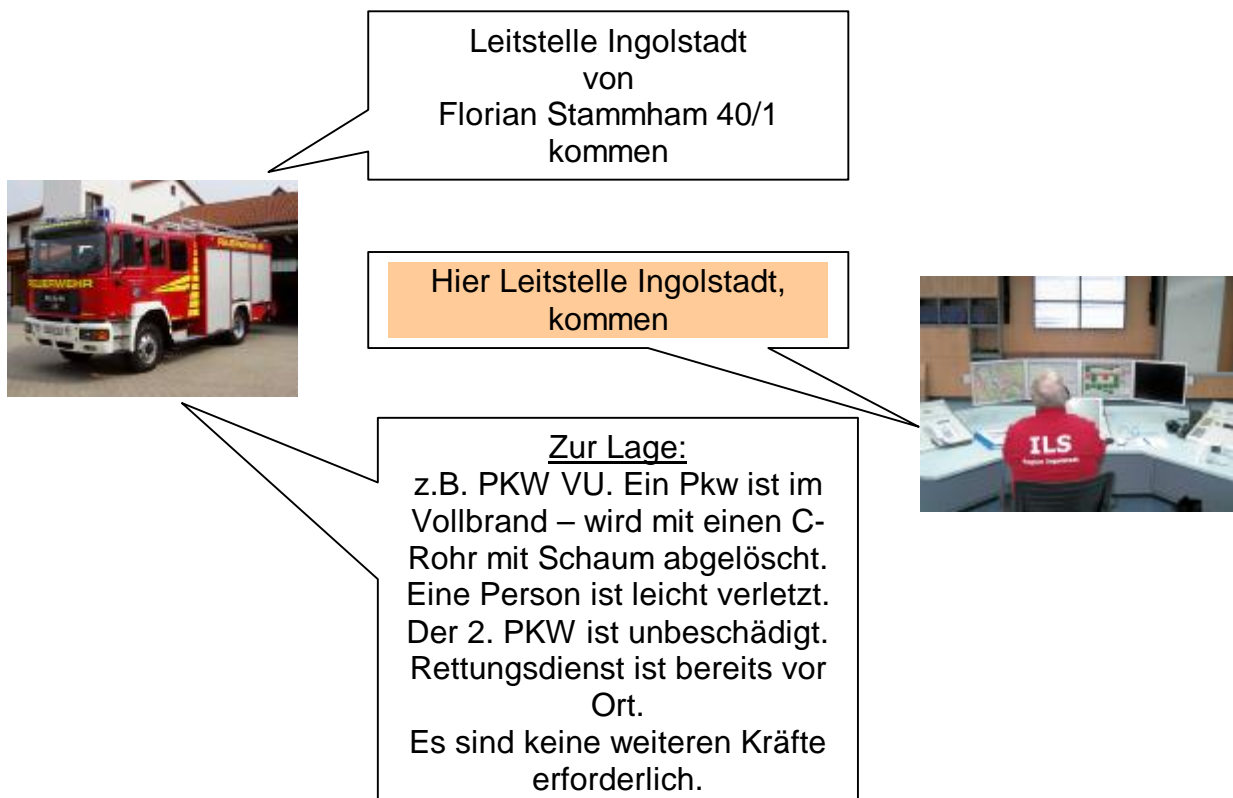 Leitstelle Ingolstadt
von
Florian Stammham 40/1
kommen
FEUERWEHR
Hier Leitstelle Ingolstadt,
kommen
ILS
Zur Lage:
z.B. PKW VU. Ein Pkw ist im
Vollbrand – wird mit einen C-
Rohr mit Schaum abgelöscht.
Eine Person ist leicht verletzt.
Der 2. PKW ist unbeschädigt.
Rettungsdienst ist bereits vor
Ort.
Es sind keine weiteren Kräfte
erforderlich.